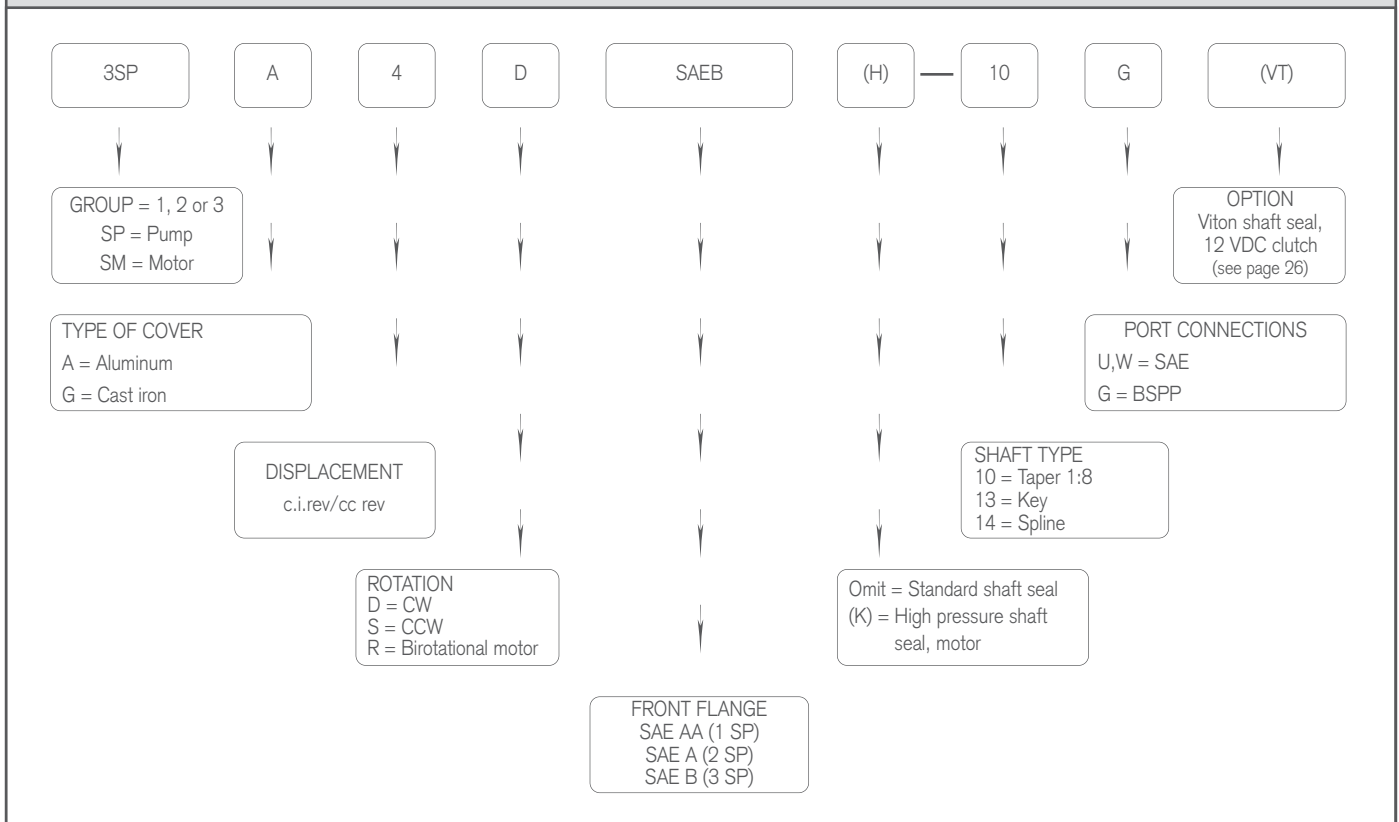 3SP A 4 D SAEB (H) — 10 G (VT)
GROUP = 1, 2 or 3
SP = Pump
SM = Motor
OPTION
Viton shaft seal,
12 VDC clutch
(see page 26)
TYPE OF COVER
A = Aluminum
G = Cast iron
PORT CONNECTIONS
U,W = SAE
G = BSPP
DISPLACEMENT
c.i.rev/cc rev
SHAFT TYPE
10 = Taper 1:8
13 = Key
14 = Spline
ROTATION
D = CW
S = CCW
R = Birotational motor
Omit = Standard shaft seal
(K) = High pressure shaft
seal, motor
FRONT FLANGE
SAE AA (1 SP)
SAE A (2 SP)
SAE B (3 SP)